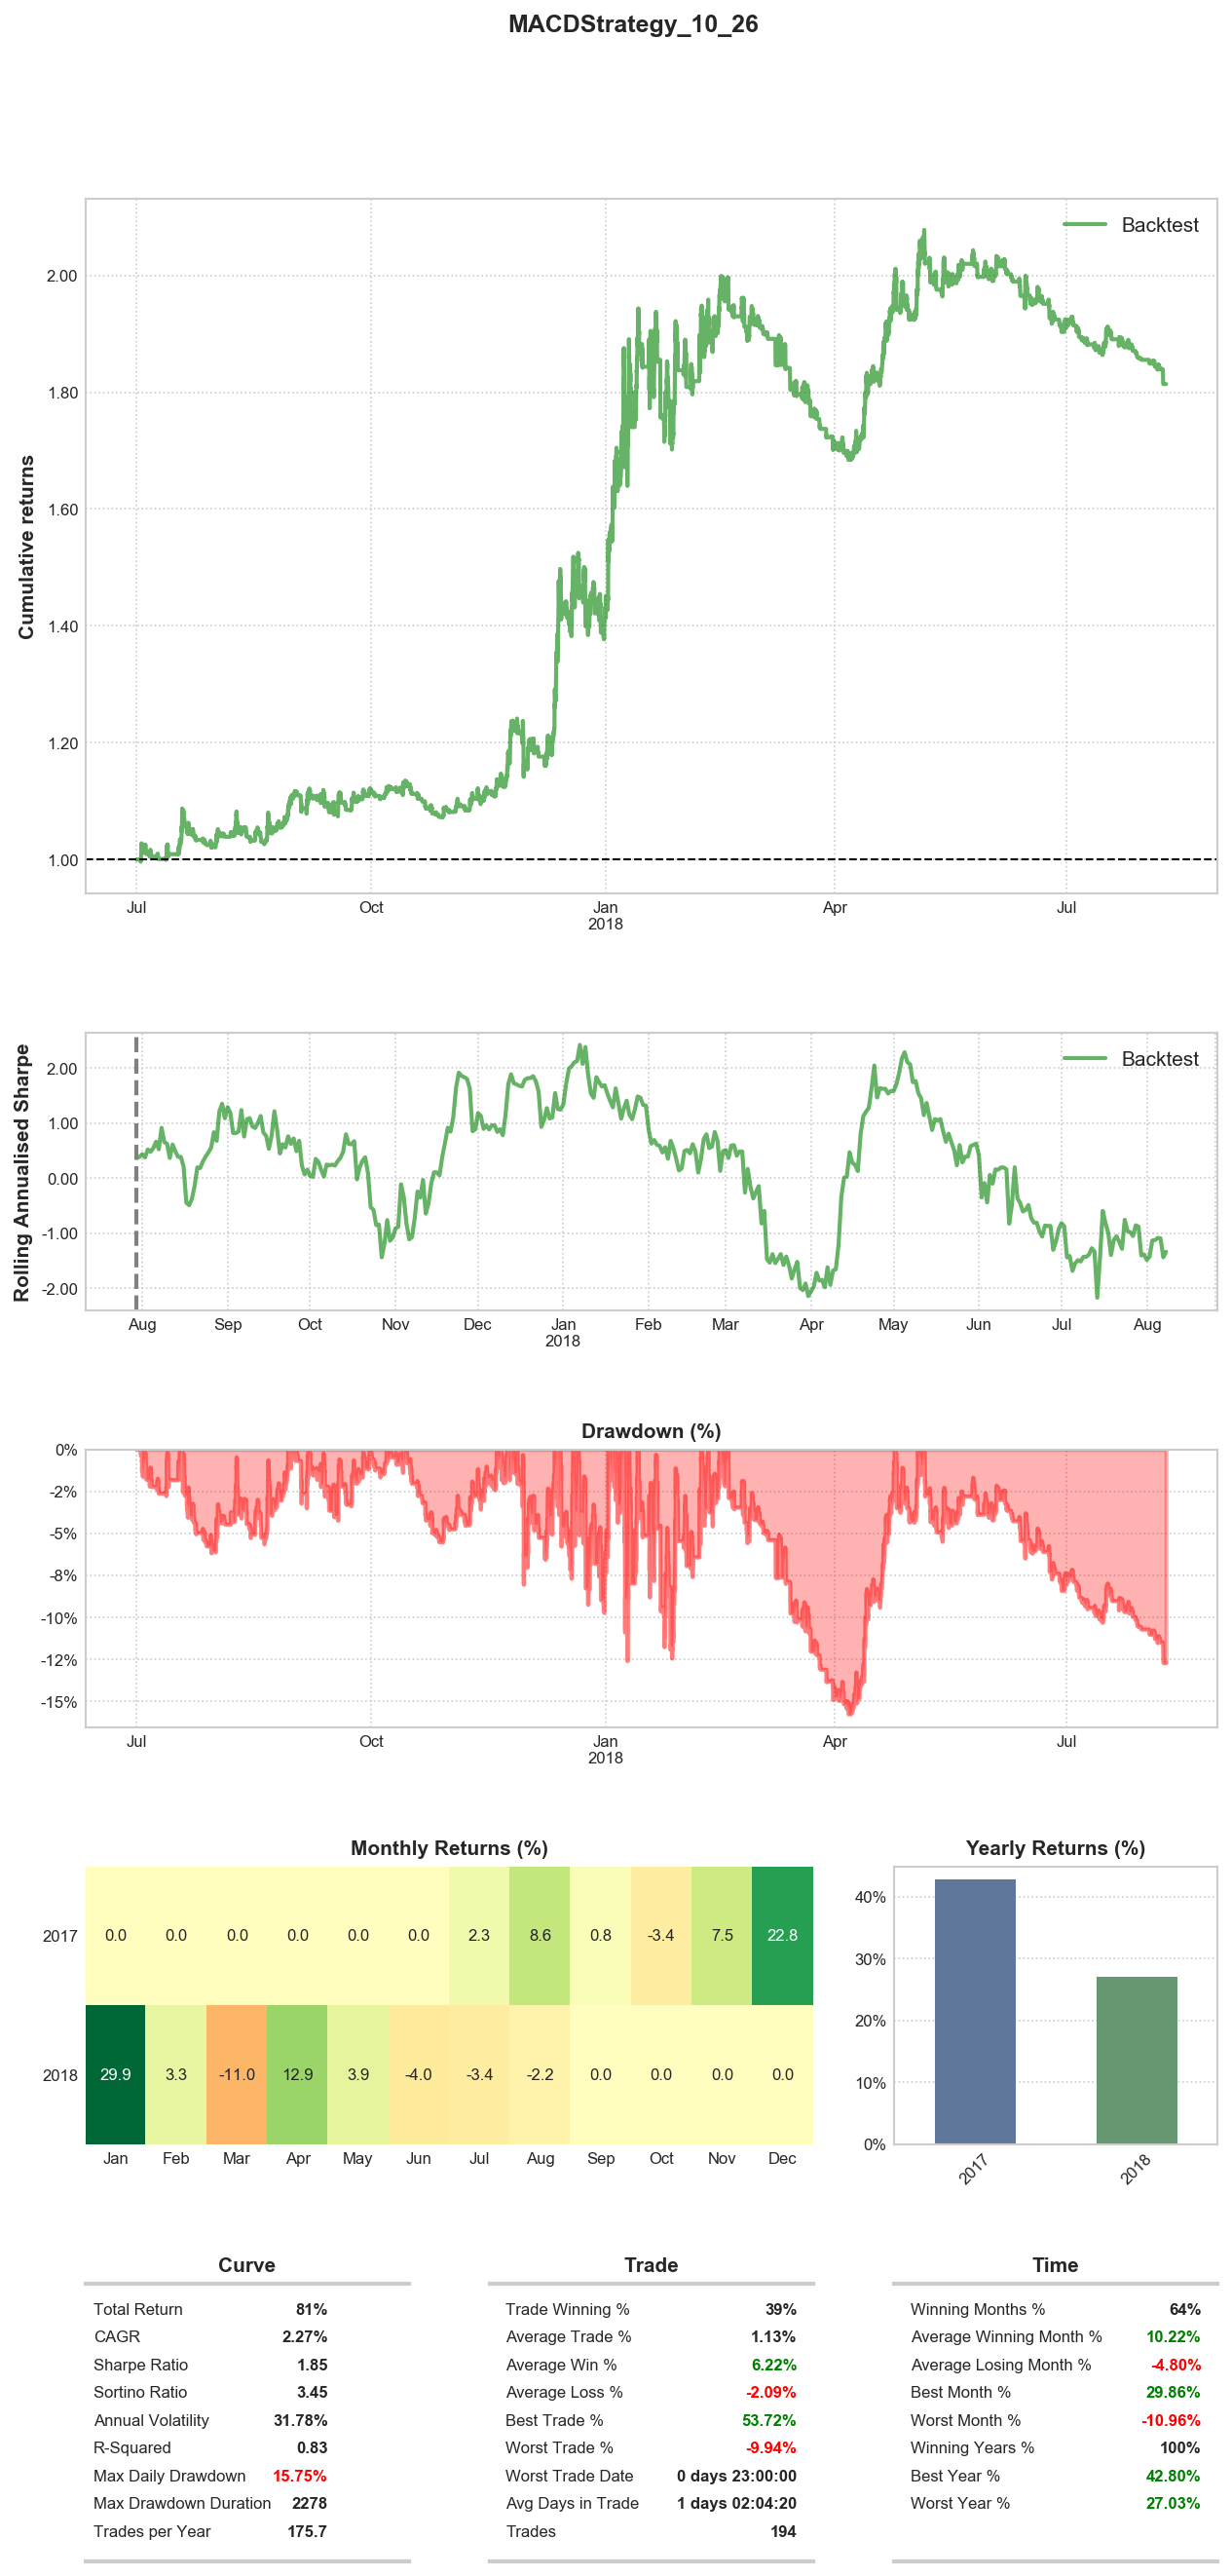 MACDStrategy_10_26
Backtest
Cumulative returns
2.00
1.80
1.60
1.40
1.20
1.00
Jul Oct Jan Apr Jul
2018
Backtest
Rolling Annualised Sharpe
2.00
1.00
0.00
-1.00
-2.00
Aug Sep Oct Nov Dec Jan Feb Mar Apr May Jun Jul Aug
2018
Drawdown (%)
0%
-2%
-5%
-8%
-10%
-12%
-15%
Jul Oct Jan Apr Jul
2018
Monthly Returns (%)
2017 0.0 0.0 0.0 0.0 0.0 0.0 2.3 8.6 0.8 -3.4 7.5 22.8
2018 29.9 3.3 -11.0 12.9 3.9 -4.0 -3.4 -2.2 0.0 0.0 0.0 0.0
Jan Feb Mar Apr May Jun Jul Aug Sep Oct Nov Dec
Yearly Returns (%)
40%
30%
20%
10%
0%
2017 2018
Curve
Total Return 81%
CAGR 2.27%
Sharpe Ratio 1.85
Sortino Ratio 3.45
Annual Volatility 31.78%
R-Squared 0.83
Max Daily Drawdown 15.75%
Max Drawdown Duration 2278
Trades per Year 175.7
Trade
Trade Winning % 39%
Average Trade % 1.13%
Average Win % 6.22%
Average Loss % -2.09%
Best Trade % 53.72%
Worst Trade % -9.94%
Worst Trade Date 0 days 23:00:00
Avg Days in Trade 1 days 02:04:20
Trades 194
Time
Winning Months % 64%
Average Winning Month % 10.22%
Average Losing Month % -4.80%
Best Month % 29.86%
Worst Month % -10.96%
Winning Years % 100%
Best Year % 42.80%
Worst Year % 27.03%